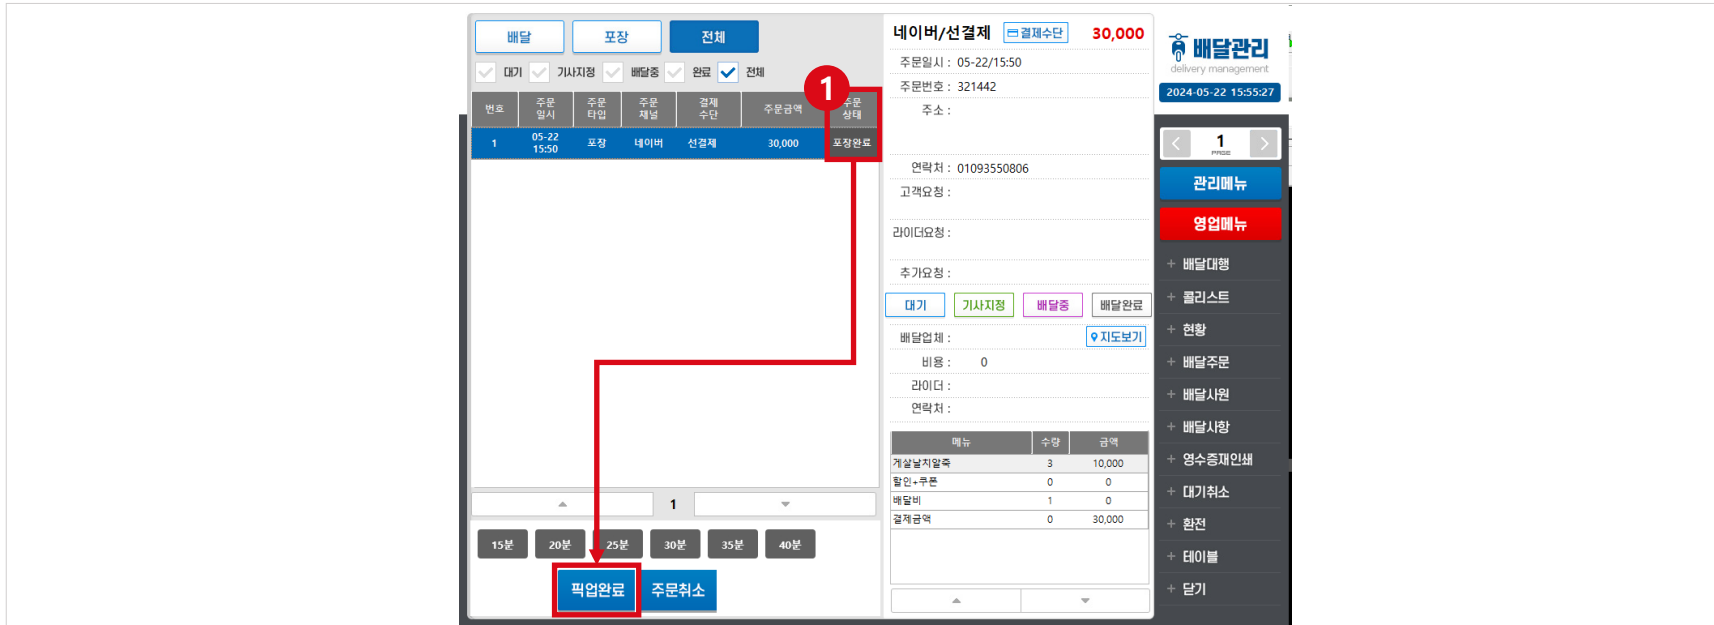 배달 포장 전체
대기 기사지정 배달중 완료 전체
1
번호 주문일시 주문타입 주문채널 결제수단 주문금액 주문상태
1 05-22 15:50 포장 네이버 선결제 30,000 포장완료
1
15분 20분 25분 30분 35분 40분
픽업완료 주문취소
네이버/선결제 결제수단 30,000
주문일시 : 05-22/15:50
주문번호 : 321442
주소 :
연락처 : 01093550806
고객요청 :
라이더요청 :
추가요청 :
대기 기사지정 배달중 배달완료
배달업체 : 지도보기
비용 : 0
라이더 :
연락처 :
메뉴 수량 금액
게살날치알죽 3 10,000
할인+쿠폰 0 0
배달비 1 0
결제금액 0 30,000
배달관리
delivery management
2024-05-22 15:55:27
1
PAGE
관리메뉴
영업메뉴
+ 배달대행
+ 콜리스트
+ 현황
+ 배달주문
+ 배달사원
+ 배달사항
+ 영수증재인쇄
+ 대기취소
+ 환전
+ 테이블
+ 닫기